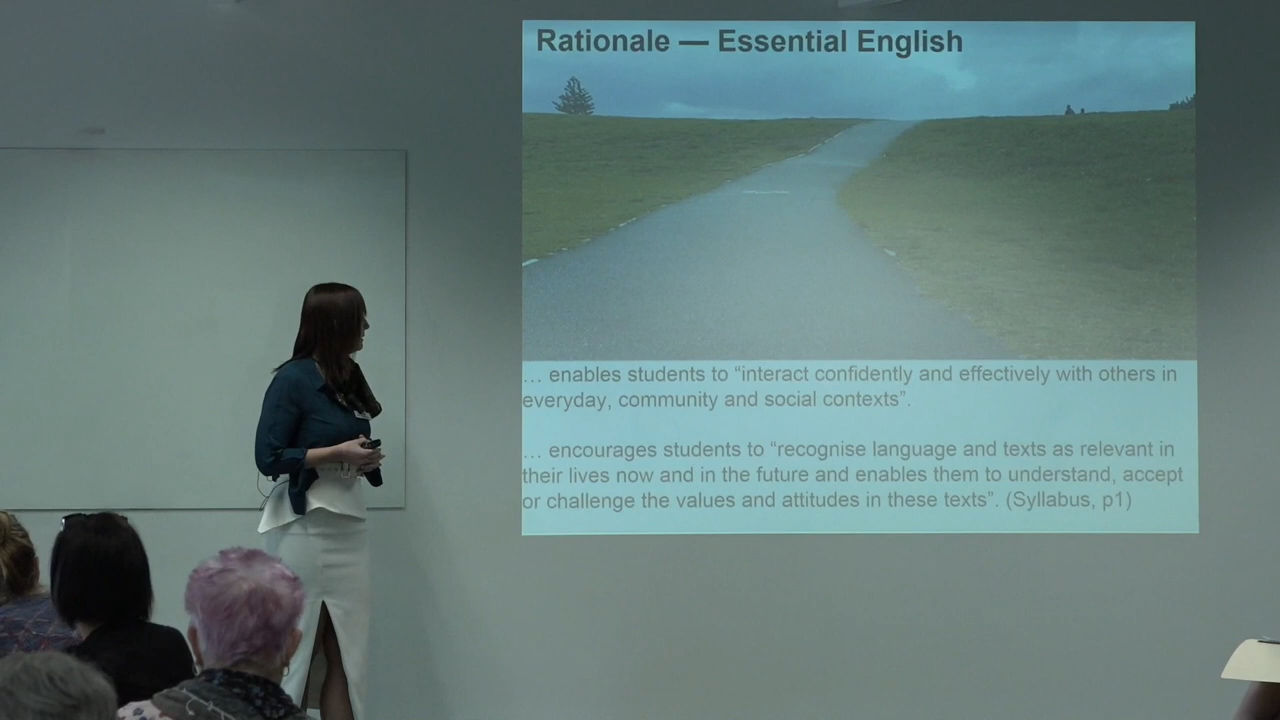 Rationale — Essential English
… enables students to “interact confidently and effectively with others in
everyday, community and social contexts”.
… encourages students to “recognise language and texts as relevant in
their lives now and in the future and enables them to understand, accept
or challenge the values and attitudes in these texts”. (Syllabus, p1)